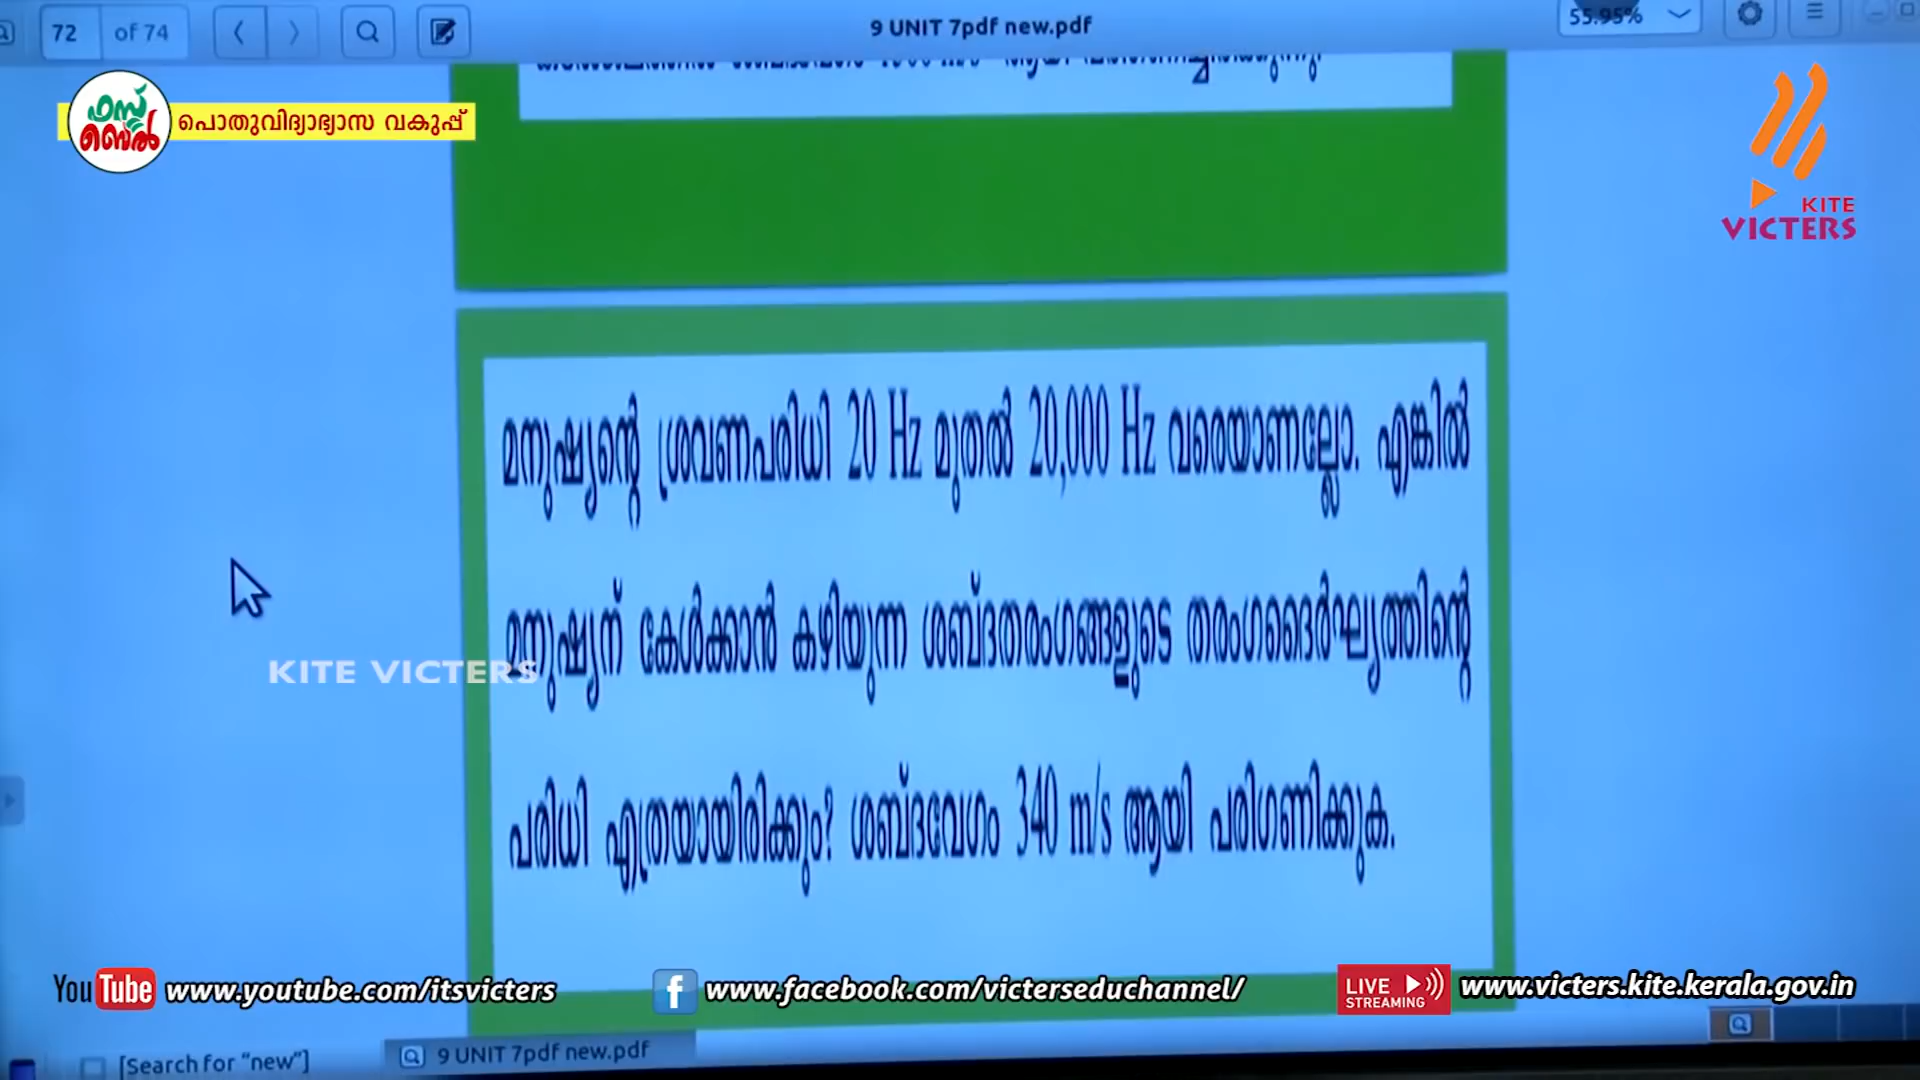 72 of 74
9 UNIT 7pdf new.pdf
55.95%
ഫസ്റ്റ് ബെൽ
പൊതുവിദ്യാഭ്യാസ വകുപ്പ്
KITE
VICTERS
മനുഷ്യന്റെ ശ്രവണപരിധി 20 Hz മുതൽ 20,000 Hz വരെയാണല്ലോ. എങ്കിൽ
മനുഷ്യന് കേൾക്കാൻ കഴിയുന്ന ശബ്ദതരംഗങ്ങളുടെ തരംഗദൈർഘ്യത്തിന്റെ
KITE VICTERS
പരിധി എത്രയായിരിക്കും? ശബ്ദവേഗം 340 m/s ആയി പരിഗണിക്കുക.
YouTube www.youtube.com/itsvicters
f www.facebook.com/victerseduchannel/
LIVE STREAMING www.victers.kite.kerala.gov.in
[Search for “new”]
9 UNIT 7pdf new.pdf